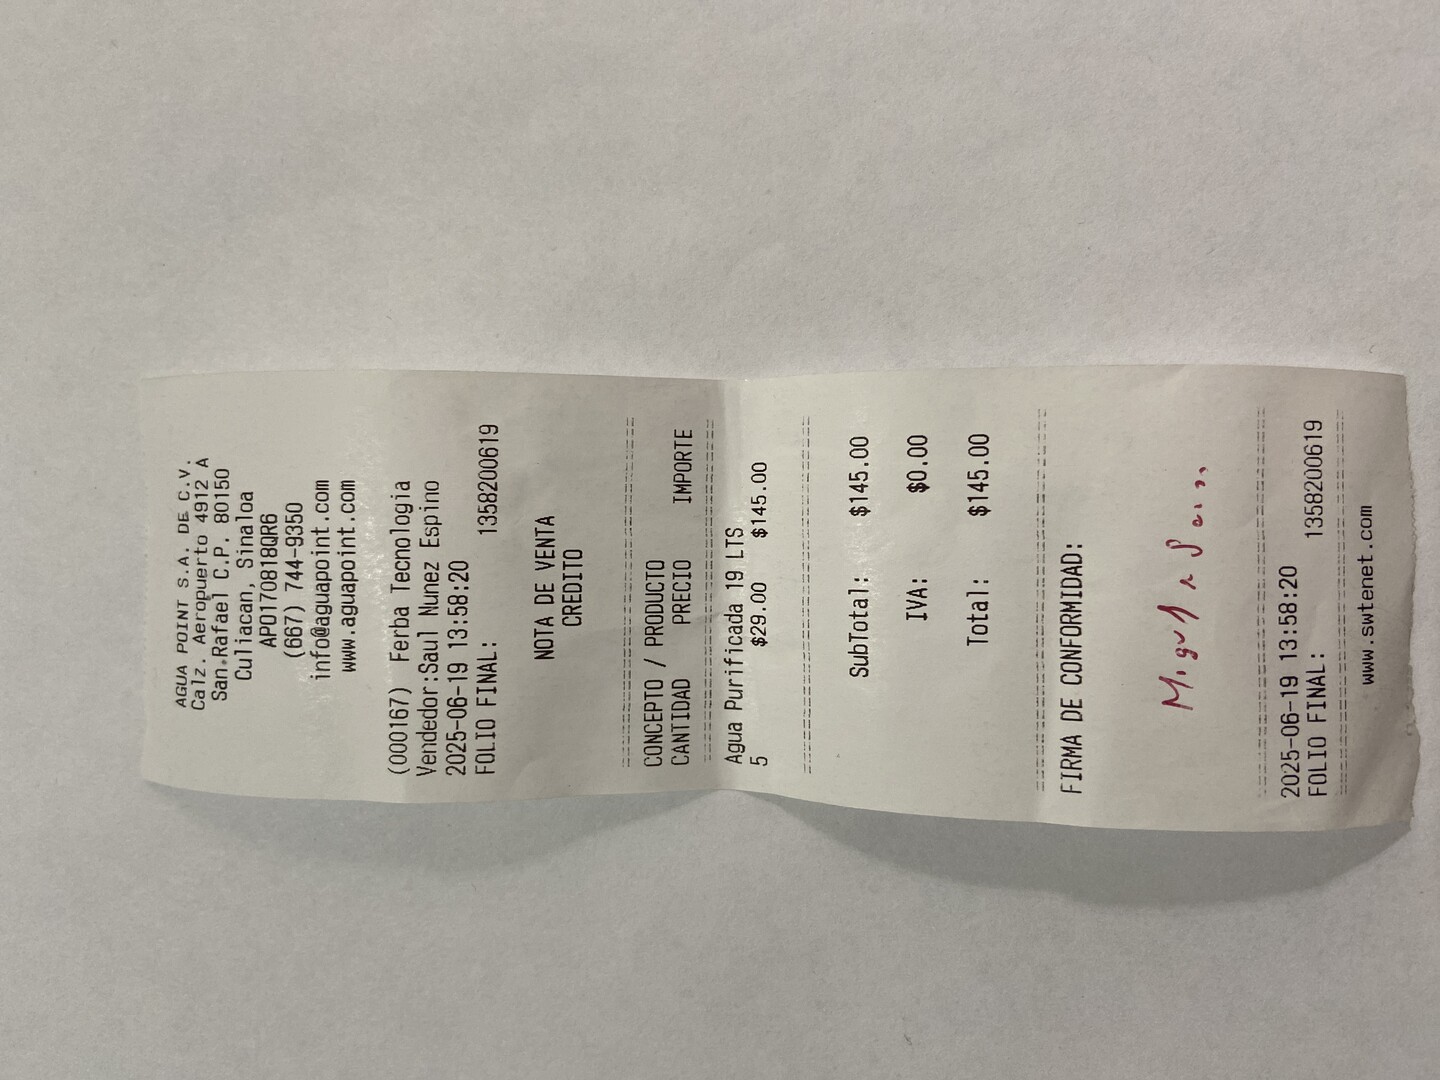 AGUA POINT S.A. DE C.V.
Calz. Aeropuerto 4912 A
San Rafael C.P. 80150
Culiacan, Sinaloa
APO170818QR6
(667) 744-9350
info@aguapoint.com
www.aguapoint.com
(000167) Ferba Tecnologia
Vendedor:Saul Nunez Espino
2025-06-19 13:58:20
FOLIO FINAL: 1358200619
NOTA DE VENTA
CREDITO
CONCEPTO / PRODUCTO
CANTIDAD PRECIO IMPORTE
Agua Purificada 19 LTS
5 $29.00 $145.00
SubTotal: $145.00
IVA: $0.00
Total: $145.00
FIRMA DE CONFORMIDAD:
2025-06-19 13:58:20
FOLIO FINAL: 1358200619
www.swtenet.com